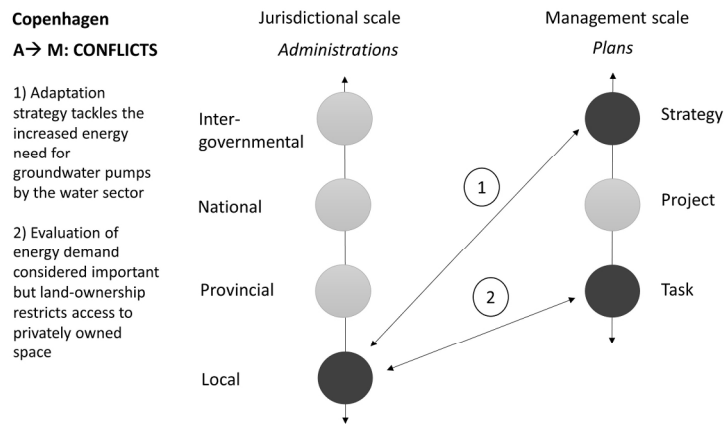 Copenhagen
A→ M: CONFLICTS
1) Adaptation
strategy tackles the
increased energy
need for
groundwater pumps
by the water sector
2) Evaluation of
energy demand
considered important
but land-ownership
restricts access to
privately owned
space
Jurisdictional scale
Administrations
Inter-
governmental
National
Provincial
Local
1
2
Management scale
Plans
Strategy
Project
Task